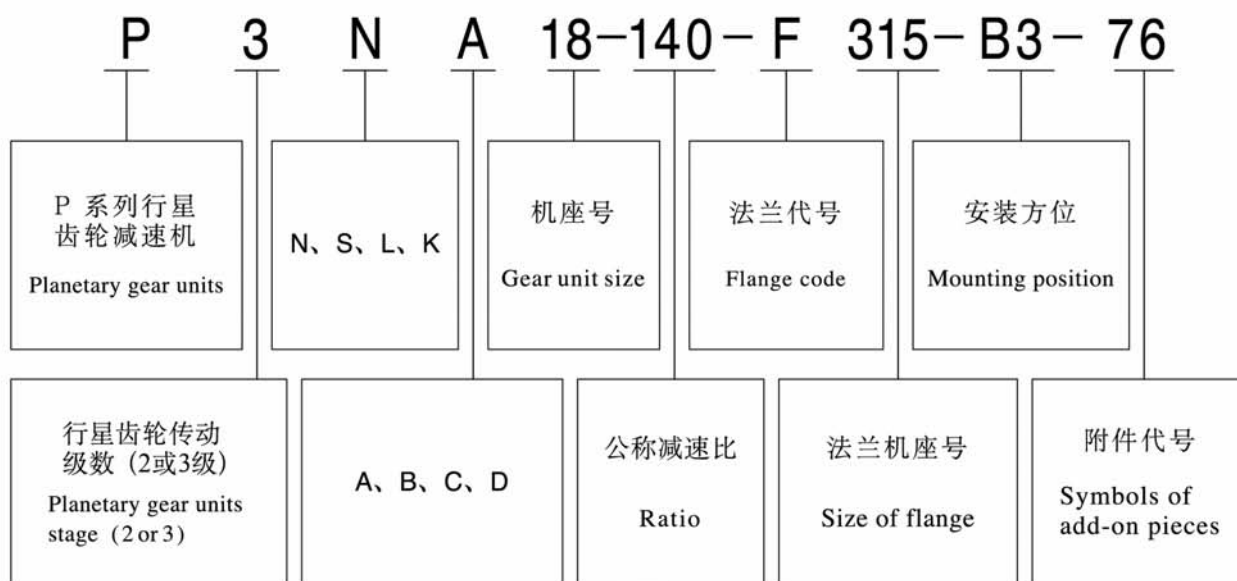 P 3 N A 18-140-F 315-B3-76
P 系列行星
齿轮减速机
Planetary gear units
N、S、L、K
机座号
Gear unit size
法兰代号
Flange code
安装方位
Mounting position
行星齿轮传动
级数 (2或3级)
Planetary gear units
stage (2 or 3)
A、B、C、D
公称减速比
Ratio
法兰机座号
Size of flange
附件代号
Symbols of
add-on pieces